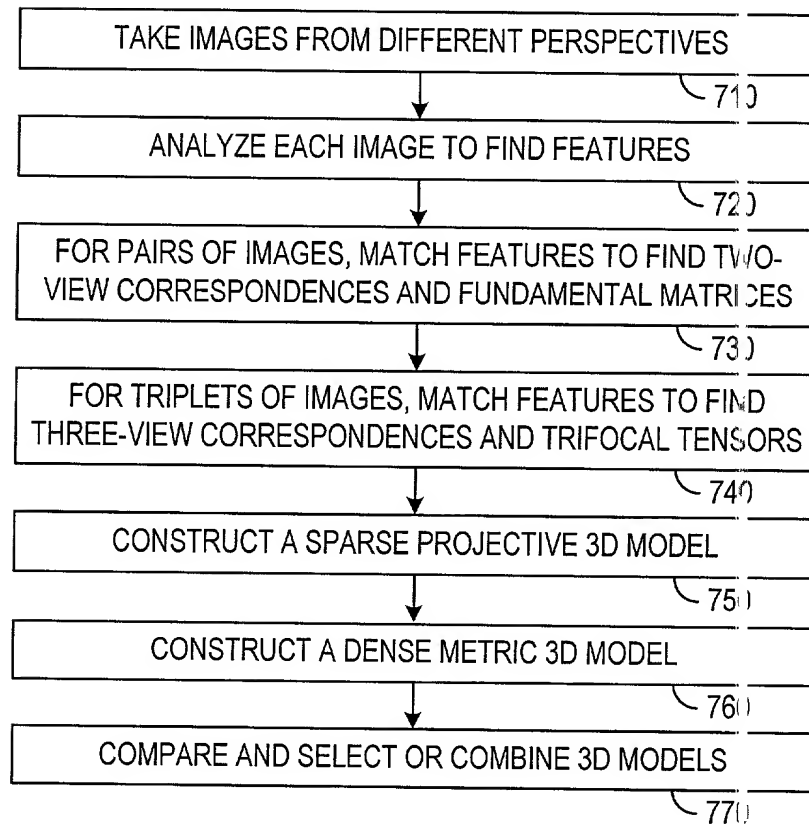 TAKE IMAGES FROM DIFFERENT PERSPECTIVES
710
ANALYZE EACH IMAGE TO FIND FEATURES
720
FOR PAIRS OF IMAGES, MATCH FEATURES TO FIND TWO-
VIEW CORRESPONDENCES AND FUNDAMENTAL MATRICES
730
FOR TRIPLETS OF IMAGES, MATCH FEATURES TO FIND
THREE-VIEW CORRESPONDENCES AND TRIFOCAL TENSORS
740
CONSTRUCT A SPARSE PROJECTIVE 3D MODEL
750
CONSTRUCT A DENSE METRIC 3D MODEL
760
COMPARE AND SELECT OR COMBINE 3D MODELS
770